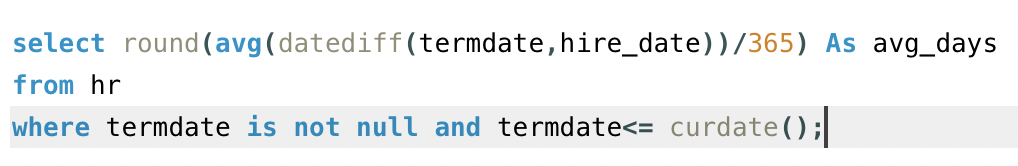 select round(avg(datediff(termdate,hire_date))/365) As avg_days
from hr
where termdate is not null and termdate<= curdate();